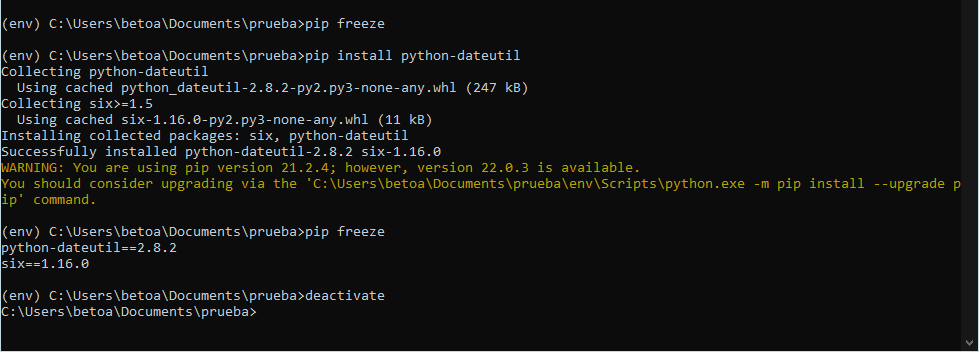 (env) C:\Users\betoa\Documents\prueba>pip freeze
(env) C:\Users\betoa\Documents\prueba>pip install python-dateutil
Collecting python-dateutil
  Using cached python_dateutil-2.8.2-py2.py3-none-any.whl (247 kB)
Collecting six>=1.5
  Using cached six-1.16.0-py2.py3-none-any.whl (11 kB)
Installing collected packages: six, python-dateutil
Successfully installed python-dateutil-2.8.2 six-1.16.0
WARNING: You are using pip version 21.2.4; however, version 22.0.3 is available.
You should consider upgrading via the 'C:\Users\betoa\Documents\prueba\env\Scripts\python.exe -m pip install --upgrade p
ip' command.
(env) C:\Users\betoa\Documents\prueba>pip freeze
python-dateutil==2.8.2
six==1.16.0
(env) C:\Users\betoa\Documents\prueba>deactivate
C:\Users\betoa\Documents\prueba>